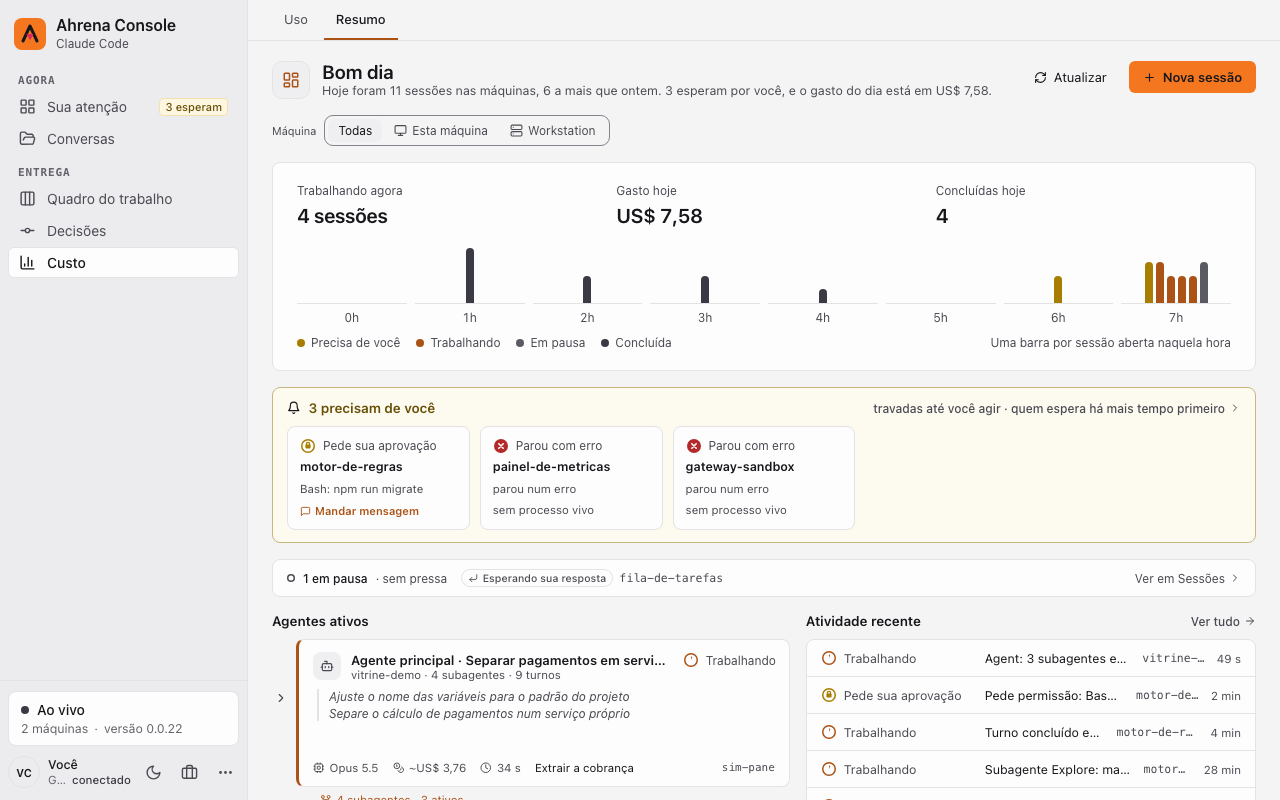 Ahrena Console
Claude Code
AGORA
Sua atenção
3 esperam
Conversas
ENTREGA
Quadro do trabalho
Decisões
Custo
Ao vivo
2 máquinas · versão 0.0.22
VC
Você
G... conectado
Uso
Resumo
Bom dia
Hoje foram 11 sessões nas máquinas, 6 a mais que ontem. 3 esperam por você, e o gasto do dia está em US$ 7,58.
Atualizar
+ Nova sessão
Máquina
Todas
Esta máquina
Workstation
Trabalhando agora
4 sessões
Gasto hoje
US$ 7,58
Concluídas hoje
4
0h
1h
2h
3h
4h
5h
6h
7h
Precisa de você
Trabalhando
Em pausa
Concluída
Uma barra por sessão aberta naquela hora
3 precisam de você
travadas até você agir · quem espera há mais tempo primeiro
Pede sua aprovação
motor-de-regras
Bash: npm run migrate
Mandar mensagem
Parou com erro
painel-de-metricas
parou num erro
sem processo vivo
Parou com erro
gateway-sandbox
parou num erro
sem processo vivo
1 em pausa · sem pressa
Esperando sua resposta
fila-de-tarefas
Ver em Sessões
Agentes ativos
Agente principal · Separar pagamentos em servi...
Trabalhando
vitrine-demo · 4 subagentes · 9 turnos
Ajuste o nome das variáveis para o padrão do projeto
Separe o cálculo de pagamentos num serviço próprio
Opus 5.5
~US$ 3,76
34 s
Extrair a cobrança
sim-pane
4 subagentes · 3 ativos
Atividade recente
Ver tudo
Trabalhando
Agent: 3 subagentes e...
vitrine-...
49 s
Pede sua aprovação
Pede permissão: Bas...
motor-de...
2 min
Trabalhando
Turno concluído e...
motor-de-r...
4 min
Trabalhando
Subagente Explore: ma...
motor...
28 min